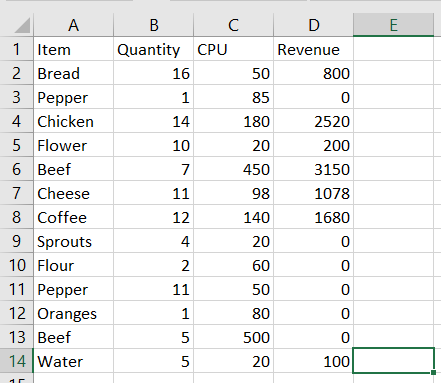 A B C D E
1 Item Quantity CPU Revenue
2 Bread 16 50 800
3 Pepper 1 85 0
4 Chicken 14 180 2520
5 Flower 10 20 200
6 Beef 7 450 3150
7 Cheese 11 98 1078
8 Coffee 12 140 1680
9 Sprouts 4 20 0
10 Flour 2 60 0
11 Pepper 11 50 0
12 Oranges 1 80 0
13 Beef 5 500 0
14 Water 5 20 100